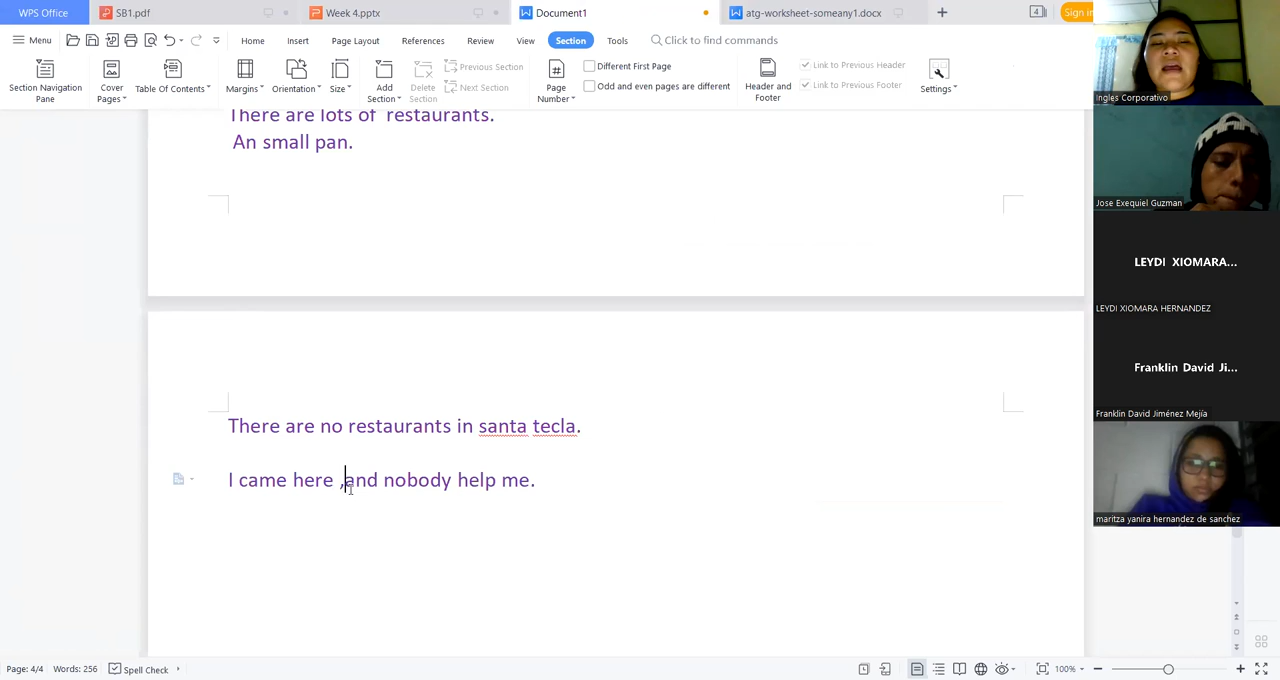 WPS Office SB1.pdf Week 4.pptx Document1 atg-worksheet-someany1.docx 4 Sign in
Menu Home Insert Page Layout References Review View Section Tools Click to find commands
Section Navigation Pane
Cover Pages
Table Of Contents
Margins
Orientation
Size
Add Section
Delete Section
Previous Section
Next Section
Page Number
Different First Page
Odd and even pages are different
Header and Footer
Link to Previous Header
Link to Previous Footer
Settings
There are lots of restaurants.
An small pan.
There are no restaurants in santa tecla.
I came here ,and nobody help me.
Ingles Corporativo
Jose Exequiel Guzman
LEYDI XIOMARA...
LEYDI XIOMARA HERNANDEZ
Franklin David Ji...
Franklin David Jiménez Mejía
maritza yanira hernandez de sanchez
Page: 4/4 Words: 256 Spell Check 100%